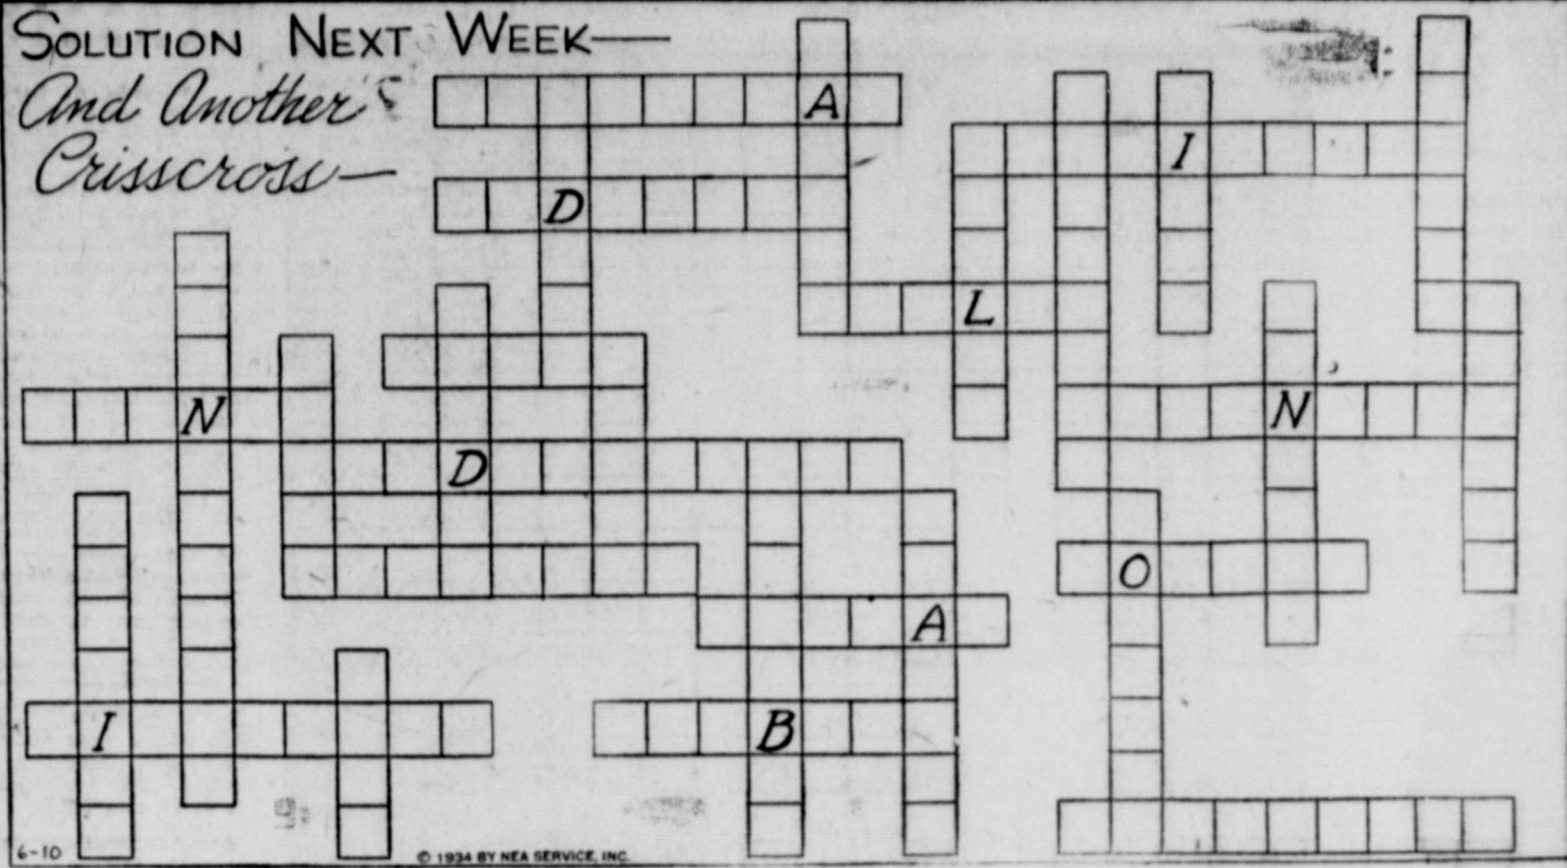 SOLUTION NEXT WEEK—
And Another
Crisscross—
A
I
D
L
N
N
D
O
A
I
B
6-10
© 1934 BY NEA SERVICE, INC.